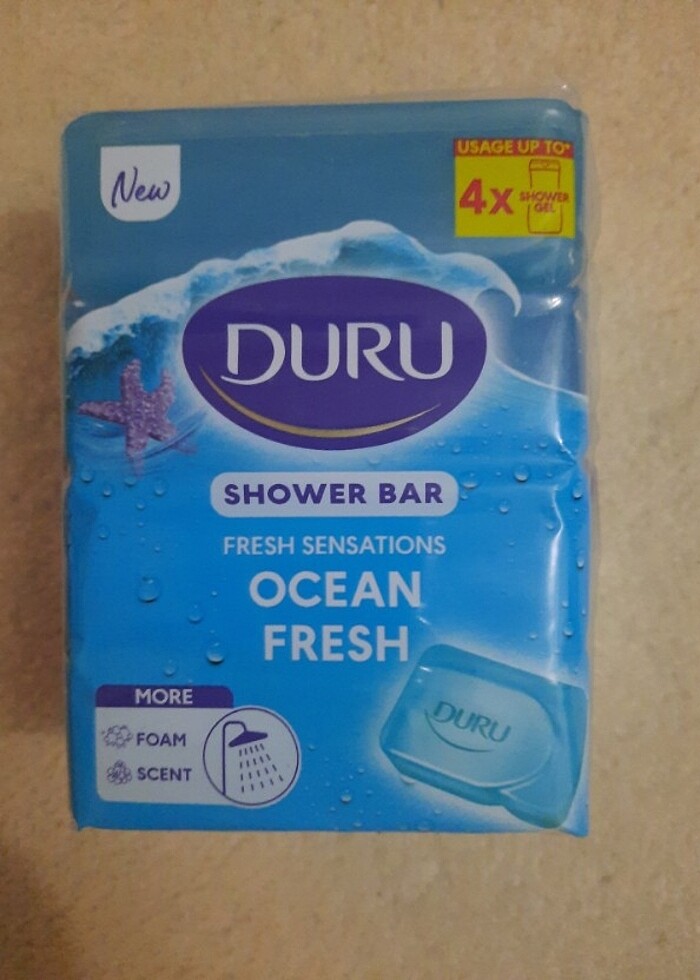 New
USAGE UP TO*
4x
SHOWER
GEL
DURU
SHOWER BAR
FRESH SENSATIONS
OCEAN
FRESH
MORE
FOAM
SCENT
DURU